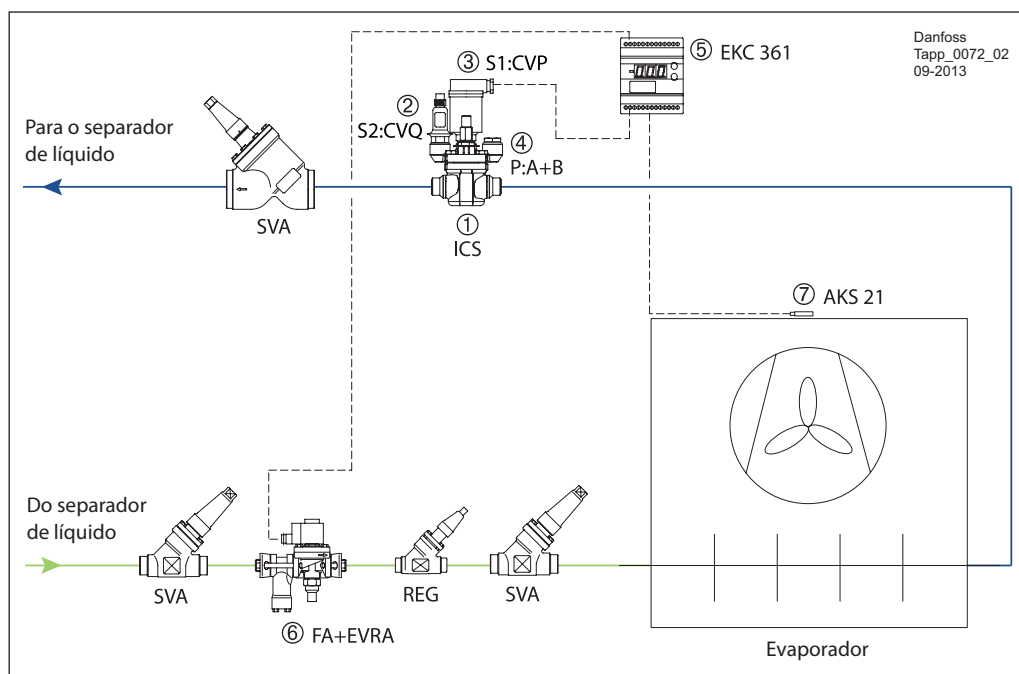 Danfoss
Tapp_0072_02
09-2013
⑤ EKC 361
③ S1:CVP
②
S2:CVQ
④
P:A+B
Para o separador
de líquido
SVA
①
ICS
⑦ AKS 21
Do separador
de líquido
SVA
⑥ FA+EVRA
REG
SVA
Evaporador